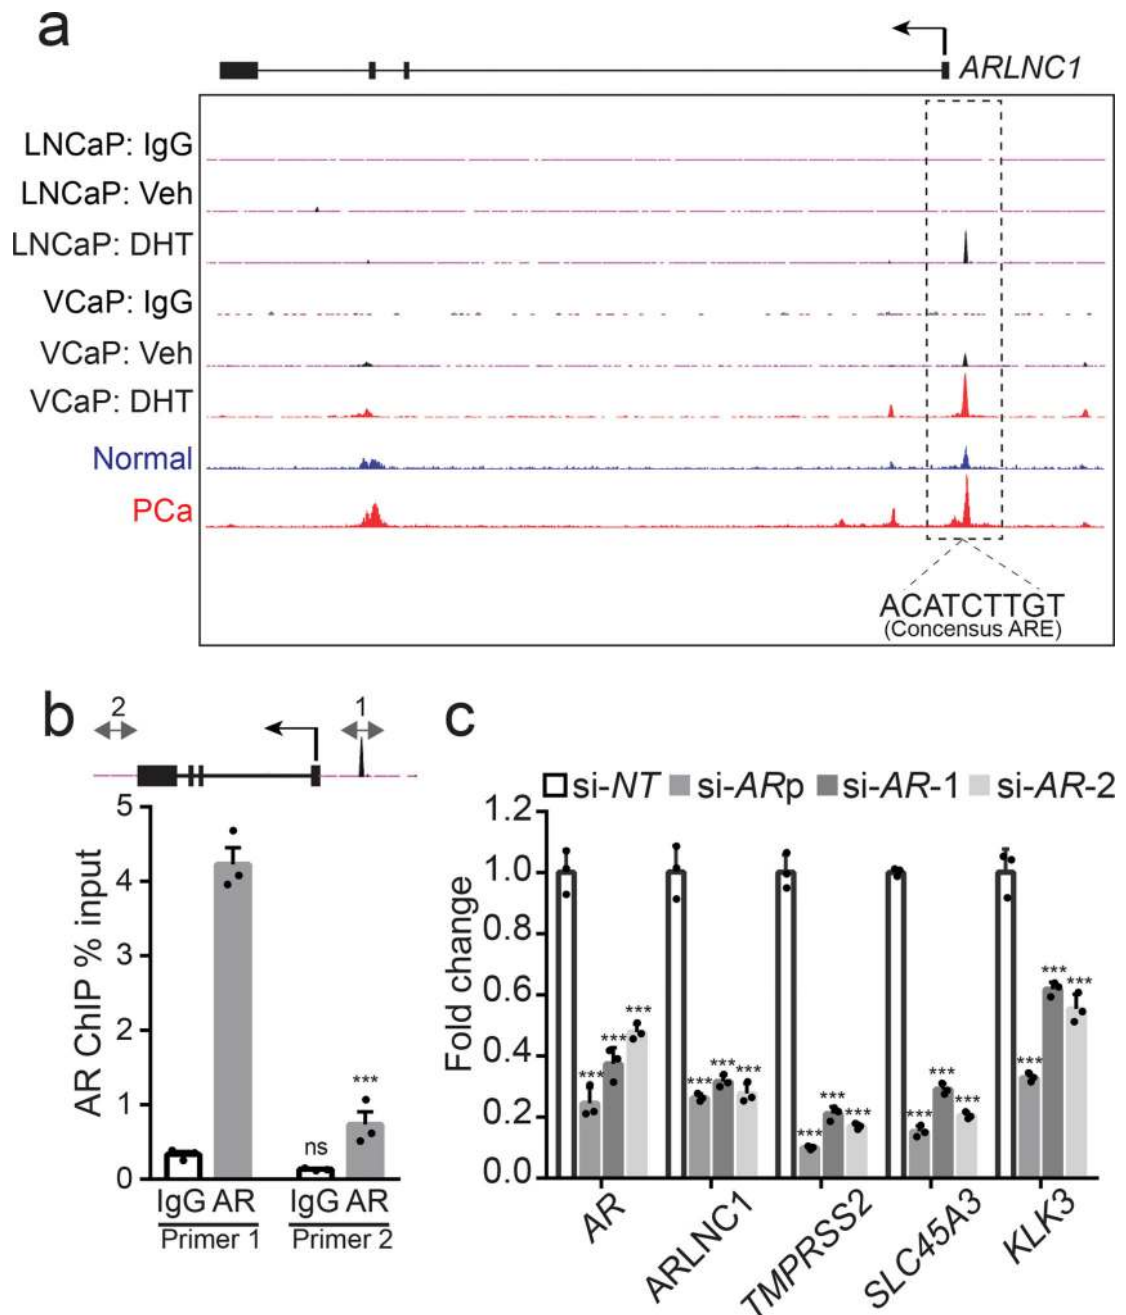 a
ARLNC1
LNCaP: IgG
LNCaP: Veh
LNCaP: DHT
VCaP: IgG
VCaP: Veh
VCaP: DHT
Normal
PCa
ACATCTTGT
(Concensus ARE)
b
2 1
5
4
3
2
1
0
AR ChIP % input
ns
***
IgG AR IgG AR
Primer 1 Primer 2
c
si-NT si-ARp si-AR-1 si-AR-2
1.2
1.0
0.8
0.6
0.4
0.2
0.0
Fold change
*** *** ***
*** *** ***
*** *** ***
*** *** ***
*** *** ***
AR ARLNC1 TMPRSS2 SLC45A3 KLK3